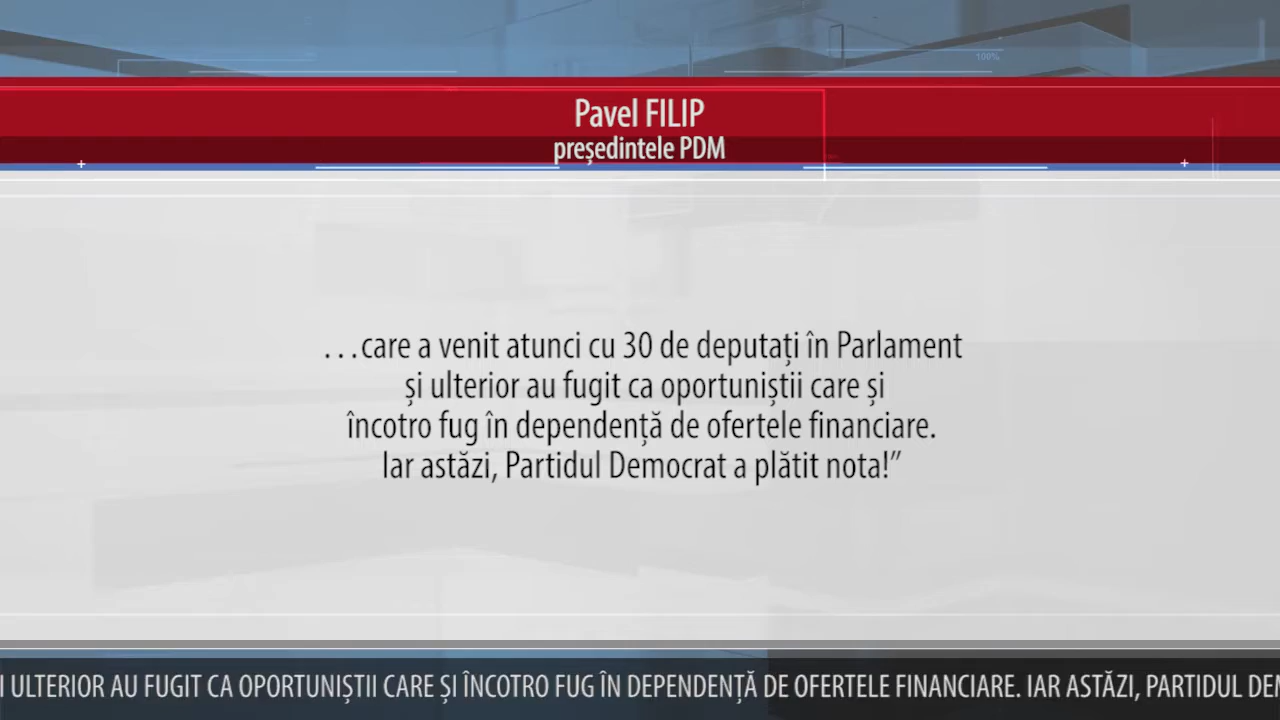 100%
Pavel FILIP
președintele PDM
...care a venit atunci cu 30 de deputați în Parlament
și ulterior au fugit ca oportuniștii care și
încotro fug în dependență de ofertele financiare.
Iar astăzi, Partidul Democrat a plătit nota!”
I ULTERIOR AU FUGIT CA OPORTUNIȘTII CARE ȘI ÎNCOTRO FUG ÎN DEPENDENȚĂ DE OFERTELE FINANCIARE. IAR ASTĂZI, PARTIDUL DEM